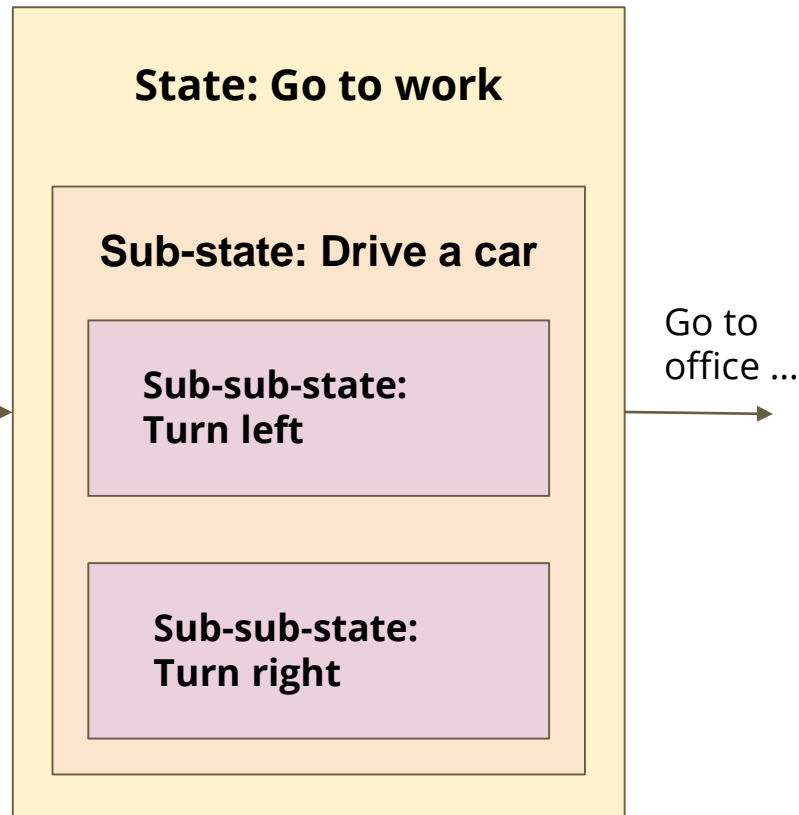 State: Go to work
Sub-state: Drive a car
Sub-sub-state:
Turn left
Sub-sub-state:
Turn right
Go to
office ...